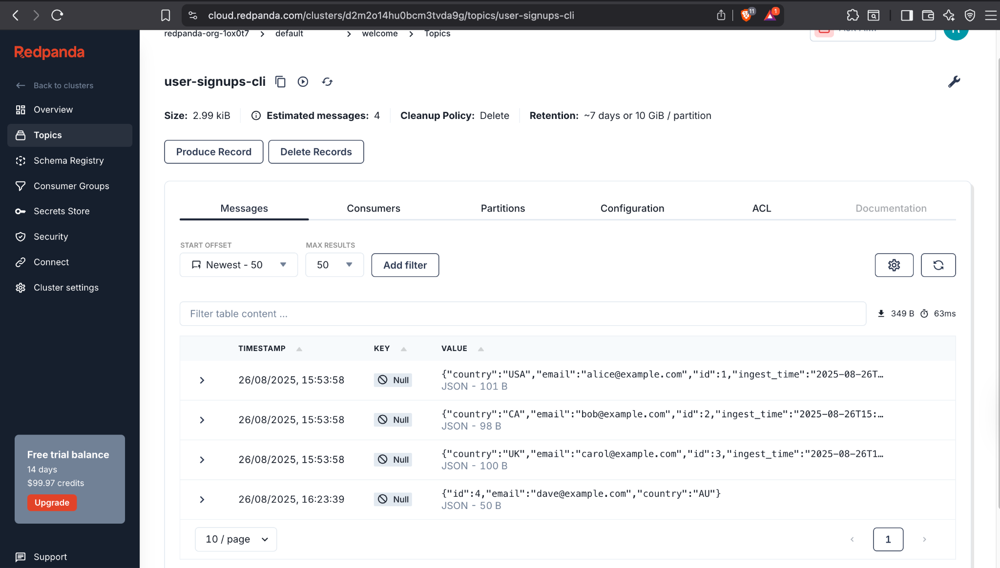 cloud.redpanda.com/clusters/d2m2o14hu0bcm3tvda9g/topics/user-signups-cli
11
1
redpanda-org-1ox0t7 > default > welcome > Topics
Redpanda
Back to clusters
Overview
Topics
Schema Registry
Consumer Groups
Secrets Store
Security
Connect
Cluster settings
Free trial balance
14 days
$99.97 credits
Upgrade
Support
user-signups-cli
Size: 2.99 kiB Estimated messages: 4 Cleanup Policy: Delete Retention: ~7 days or 10 GiB / partition
Produce Record Delete Records
Messages Consumers Partitions Configuration ACL Documentation
START OFFSET MAX RESULTS
Newest - 50 50 Add filter
Filter table content ... 349 B 63ms
TIMESTAMP KEY VALUE
26/08/2025, 15:53:58 Null {"country":"USA","email":"alice@example.com","id":1,"ingest_time":"2025-08-26T…
JSON - 101 B
26/08/2025, 15:53:58 Null {"country":"CA","email":"bob@example.com","id":2,"ingest_time":"2025-08-26T15:…
JSON - 98 B
26/08/2025, 15:53:58 Null {"country":"UK","email":"carol@example.com","id":3,"ingest_time":"2025-08-26T1…
JSON - 100 B
26/08/2025, 16:23:39 Null {"id":4,"email":"dave@example.com","country":"AU"}
JSON - 50 B
10 / page 1